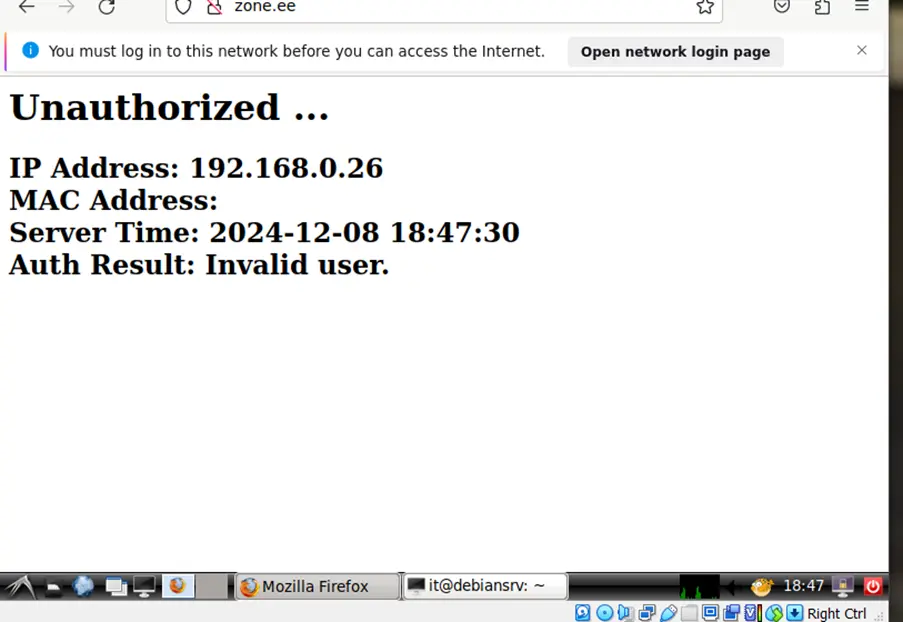 zone.ee
You must log in to this network before you can access the Internet. Open network login page
Unauthorized ...
IP Address: 192.168.0.26
MAC Address:
Server Time: 2024-12-08 18:47:30
Auth Result: Invalid user.
Mozilla Firefox it@debiansrv: ~ 18:47
Right Ctrl